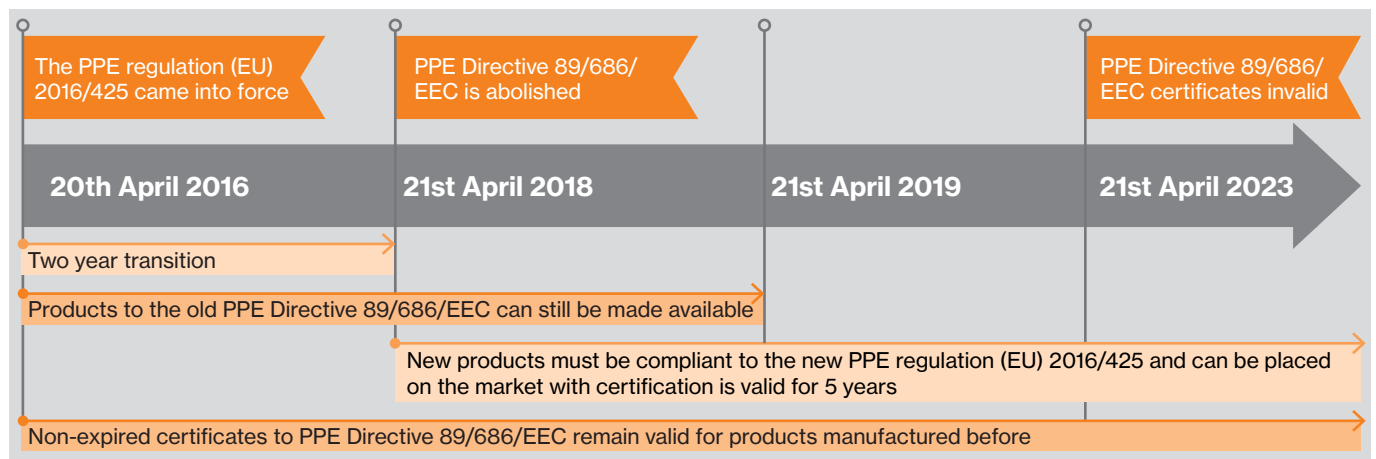 The PPE regulation (EU)
2016/425 came into force
PPE Directive 89/686/
EEC is abolished
PPE Directive 89/686/
EEC certificates invalid
20th April 2016
21st April 2018
21st April 2019
21st April 2023
Two year transition
Products to the old PPE Directive 89/686/EEC can still be made available
New products must be compliant to the new PPE regulation (EU) 2016/425 and can be placed
on the market with certification is valid for 5 years
Non-expired certificates to PPE Directive 89/686/EEC remain valid for products manufactured before